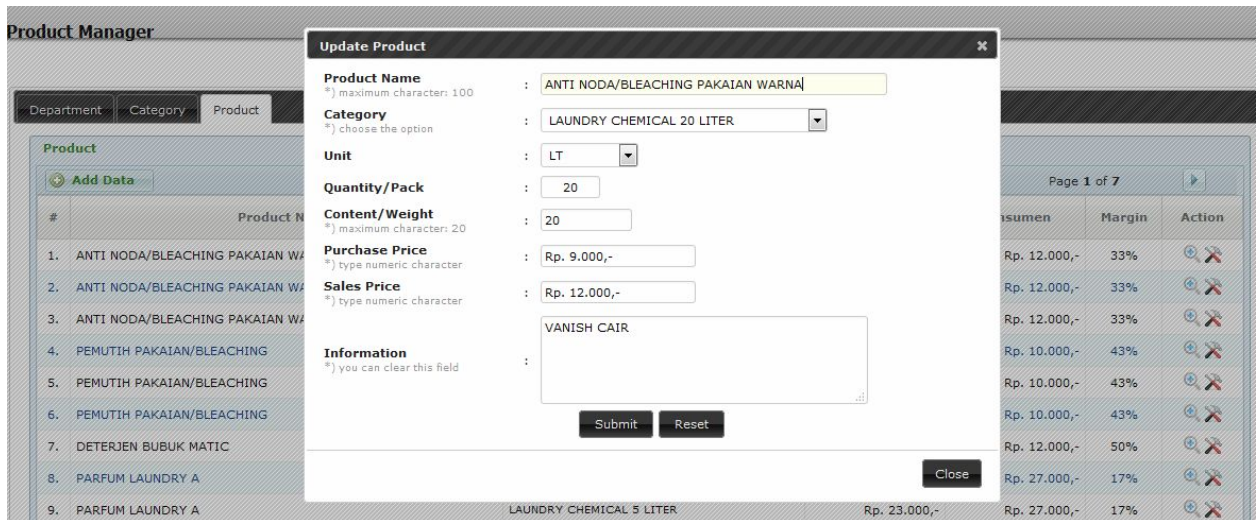 Product Manager
Update Product
Product Name
*) maximum character: 100
: ANTI NODA/BLEACHING PAKAIAN WARNA
Category
*) choose the option
: LAUNDRY CHEMICAL 20 LITER
Unit : LT
Quantity/Pack : 20
Content/Weight
*) maximum character: 20
: 20
Purchase Price
*) type numeric character
: Rp. 9.000,-
Sales Price
*) type numeric character
: Rp. 12.000,-
Information
*) you can clear this field
: VANISH CAIR
Submit Reset
Close
Department Category Product
Product
Add Data Page 1 of 7
# Product N nsumen Margin Action
1. ANTI NODA/BLEACHING PAKAIAN WA Rp. 12.000,- 33%
2. ANTI NODA/BLEACHING PAKAIAN WA Rp. 12.000,- 33%
3. ANTI NODA/BLEACHING PAKAIAN WA Rp. 12.000,- 33%
4. PEMUTIH PAKAIAN/BLEACHING Rp. 10.000,- 43%
5. PEMUTIH PAKAIAN/BLEACHING Rp. 10.000,- 43%
6. PEMUTIH PAKAIAN/BLEACHING Rp. 10.000,- 43%
7. DETERJEN BUBUK MATIC Rp. 12.000,- 50%
8. PARFUM LAUNDRY A Rp. 27.000,- 17%
9. PARFUM LAUNDRY A LAUNDRY CHEMICAL 5 LITER Rp. 23.000,- Rp. 27.000,- 17%